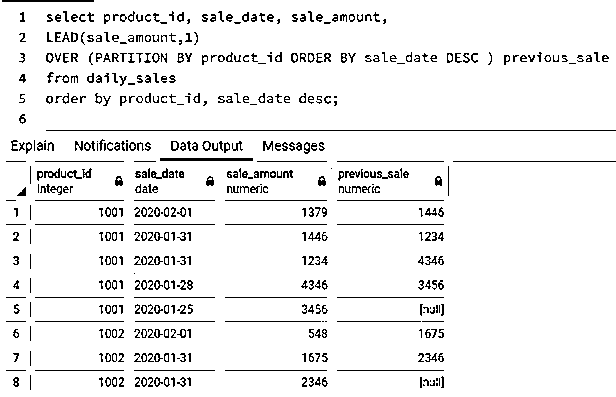 1 select product_id, sale_date, sale_amount,
2 LEAD(sale_amount,1)
3 OVER (PARTITION BY product_id ORDER BY sale_date DESC ) previous_sale
4 from daily_sales
5 order by product_id, sale_date desc;
6
Explain Notifications Data Output Messages
product_id sale_date sale_amount previous_sale
integer date numeric numeric
1 1001 2020-02-01 1379 1446
2 1001 2020-01-31 1446 1234
3 1001 2020-01-31 1234 4346
4 1001 2020-01-28 4346 3456
5 1001 2020-01-25 3456 [null]
6 1002 2020-02-01 548 1675
7 1002 2020-01-31 1675 2346
8 1002 2020-01-31 2346 [null]